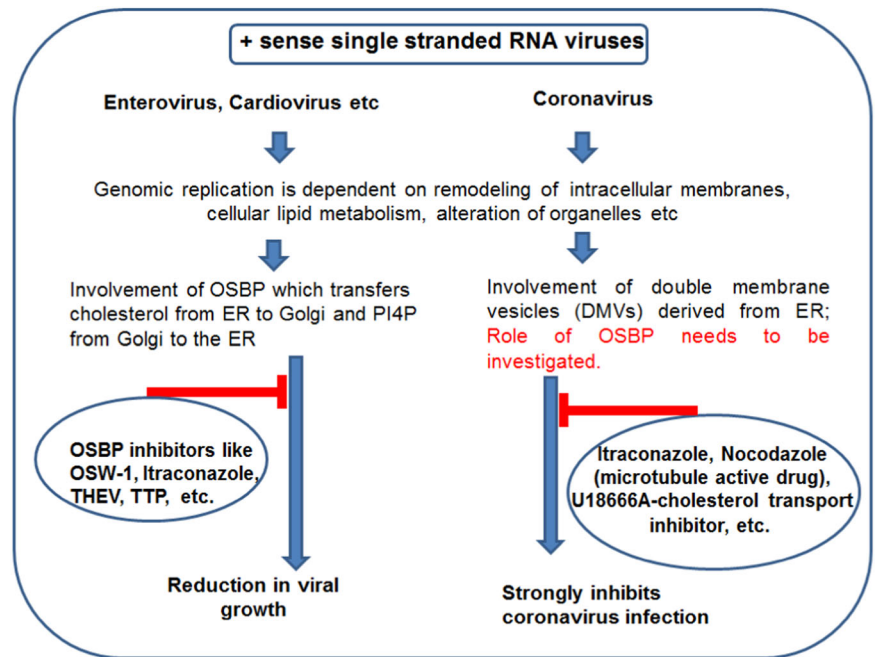 + sense single stranded RNA viruses
Enterovirus, Cardiovirus etc
Coronavirus
Genomic replication is dependent on remodeling of intracellular membranes,
cellular lipid metabolism, alteration of organelles etc
Involvement of OSBP which transfers
cholesterol from ER to Golgi and PI4P
from Golgi to the ER
Involvement of double membrane
vesicles (DMVs) derived from ER;
Role of OSBP needs to be
investigated.
OSBP inhibitors like
OSW-1, Itraconazole,
THEV, TTP, etc.
Itraconazole, Nocodazole
(microtubule active drug),
U18666A-cholesterol transport
inhibitor, etc.
Reduction in viral
growth
Strongly inhibits
coronavirus infection